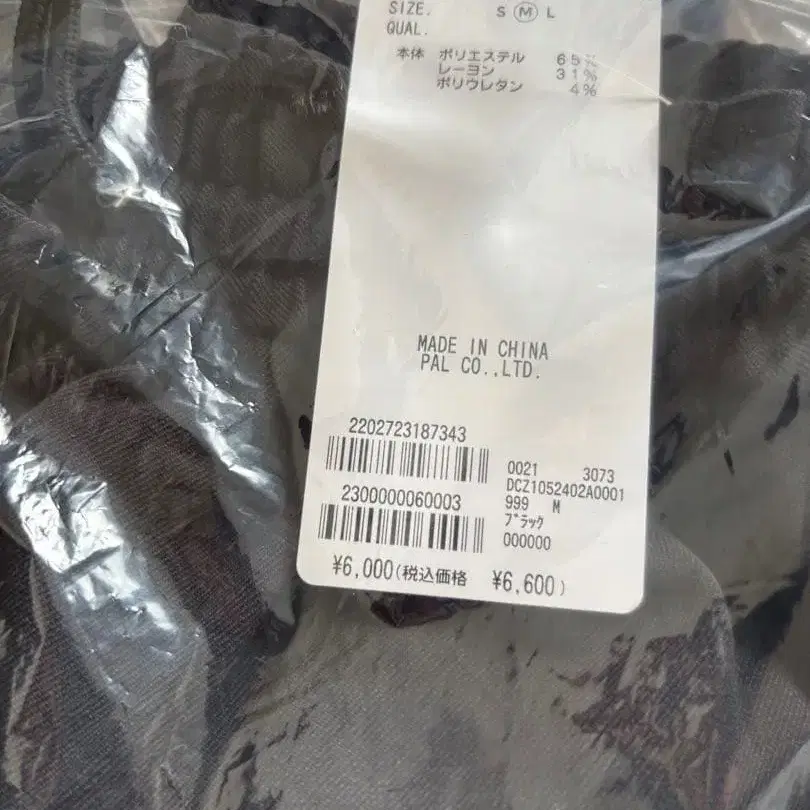 SIZE. S M L
QUAL.
本体 ポリエステル 65%
レーヨン 31%
ポリウレタン 4%
MADE IN CHINA
PAL CO.,LTD.
2202723187343
2300000060003
0021 3073
DCZ1052402A0001
999 M
ブラック
000000
¥6,000(税込価格 ¥6,600)